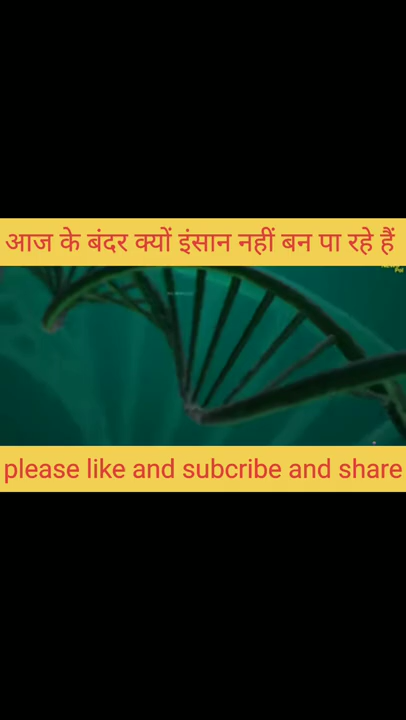 आज के बंदर क्यों इंसान नहीं बन पा रहे हैं
please like and subcribe and share